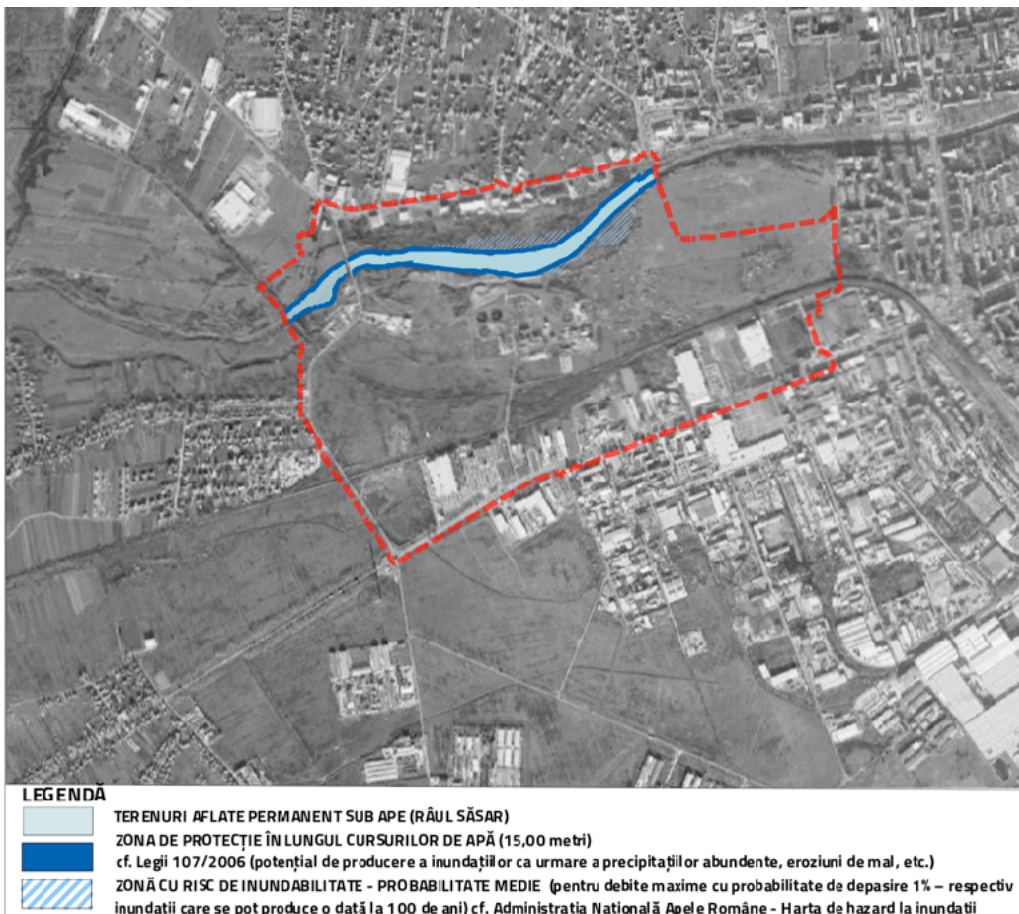 LEGENDĂ
TERENURI AFLATE PERMANENT SUB APE (RÂUL SĂSAR)
ZONA DE PROTECȚIE ÎN LUNGUL CURSURILOR DE APĂ (15,00 metri)
cf. Legii 107/2006 (potențial de producere a inundațiilor ca urmare a precipitațiilor abundente, eroziuni de mal, etc.)
ZONĂ CU RISC DE INUNDABILITATE - PROBABILITATE MEDIE (pentru debite maxime cu probabilitate de depasire 1% – respectiv
inundații care se pot produce o dată la 100 de ani) cf. Administrația Națională Apele Române - Harta de hazard la inundații